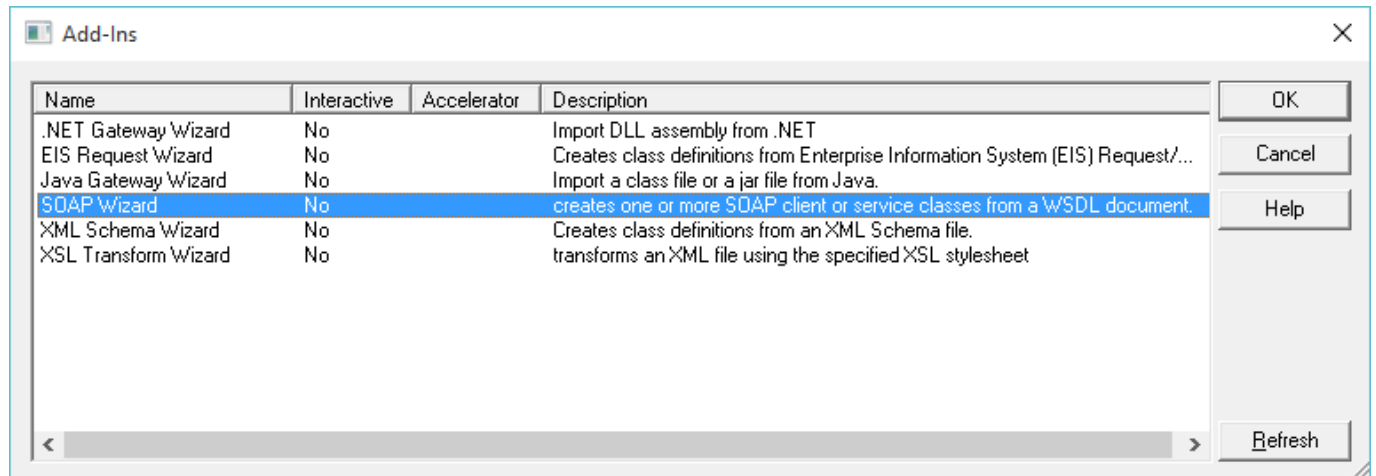 Add-Ins
Name Interactive Accelerator Description
.NET Gateway Wizard No Import DLL assembly from .NET
EIS Request Wizard No Creates class definitions from Enterprise Information System (EIS) Request/...
Java Gateway Wizard No Import a class file or a jar file from Java.
SOAP Wizard No creates one or more SOAP client or service classes from a WSDL document.
XML Schema Wizard No Creates class definitions from an XML Schema file.
XSL Transform Wizard No transforms an XML file using the specified XSL stylesheet
OK
Cancel
Help
Refresh